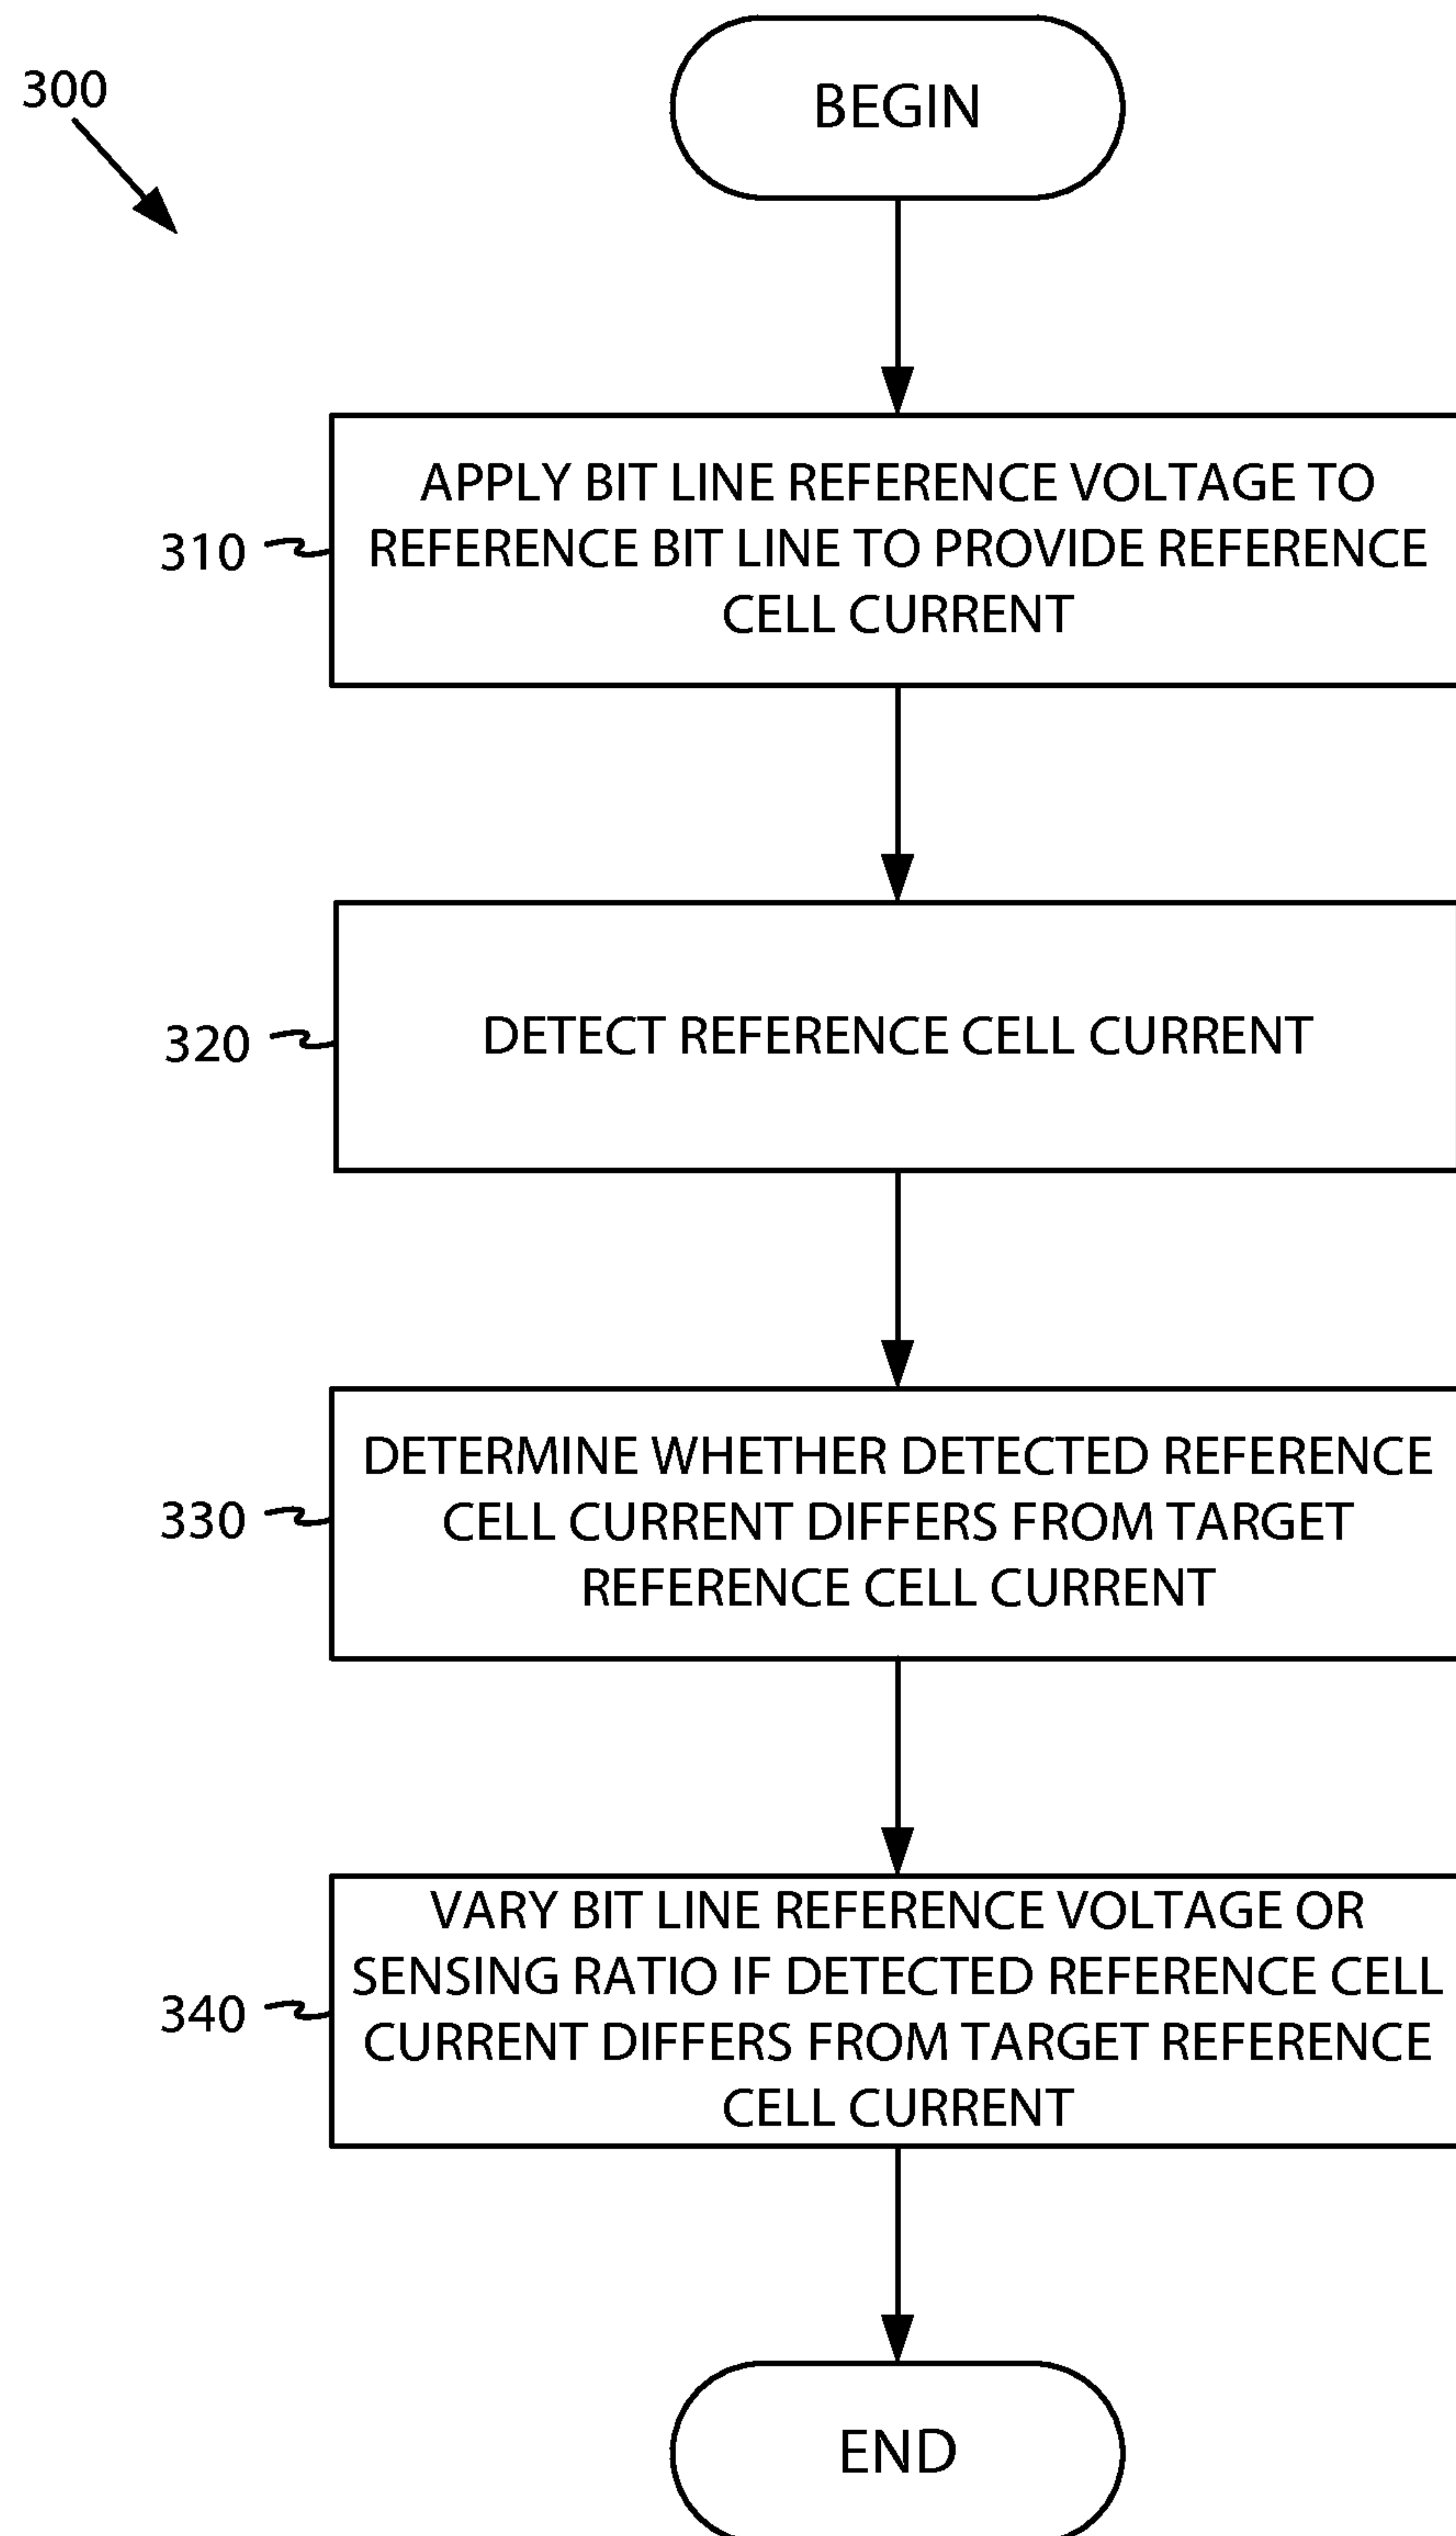 300
BEGIN
APPLY BIT LINE REFERENCE VOLTAGE TO
REFERENCE BIT LINE TO PROVIDE REFERENCE
CELL CURRENT
310
DETECT REFERENCE CELL CURRENT
320
DETERMINE WHETHER DETECTED REFERENCE
CELL CURRENT DIFFERS FROM TARGET
REFERENCE CELL CURRENT
330
VARY BIT LINE REFERENCE VOLTAGE OR
SENSING RATIO IF DETECTED REFERENCE CELL
CURRENT DIFFERS FROM TARGET REFERENCE
CELL CURRENT
340
END